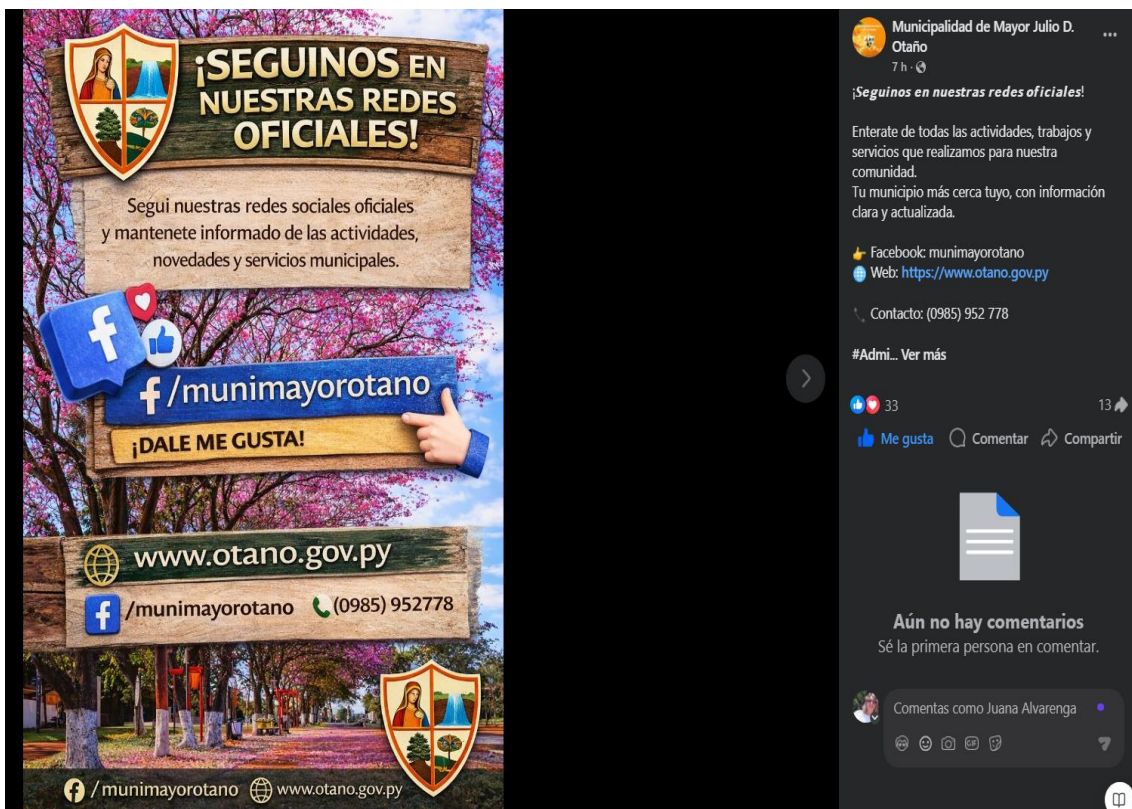 ¡SEGUINOS EN
NUESTRAS REDES
OFICIALES!
Segui nuestras redes sociales oficiales
y mantenete informado de las actividades,
novedades y servicios municipales.
f
f/munimayorotano
¡DALE ME GUSTA!
www.otano.gov.py
f /munimayorotano (0985) 952778
f /munimayorotano www.otano.gov.py
Municipalidad de Mayor Julio D.
Otaño
7 h ·
¡Seguinos en nuestras redes oficiales!
Enterate de todas las actividades, trabajos y
servicios que realizamos para nuestra
comunidad.
Tu municipio más cerca tuyo, con información
clara y actualizada.
Facebook: munimayorotano
Web: https://www.otano.gov.py
Contacto: (0985) 952 778
#Admi... Ver más
33 13
Me gusta Comentar Compartir
Aún no hay comentarios
Sé la primera persona en comentar.
Comentas como Juana Alvarenga
GIF